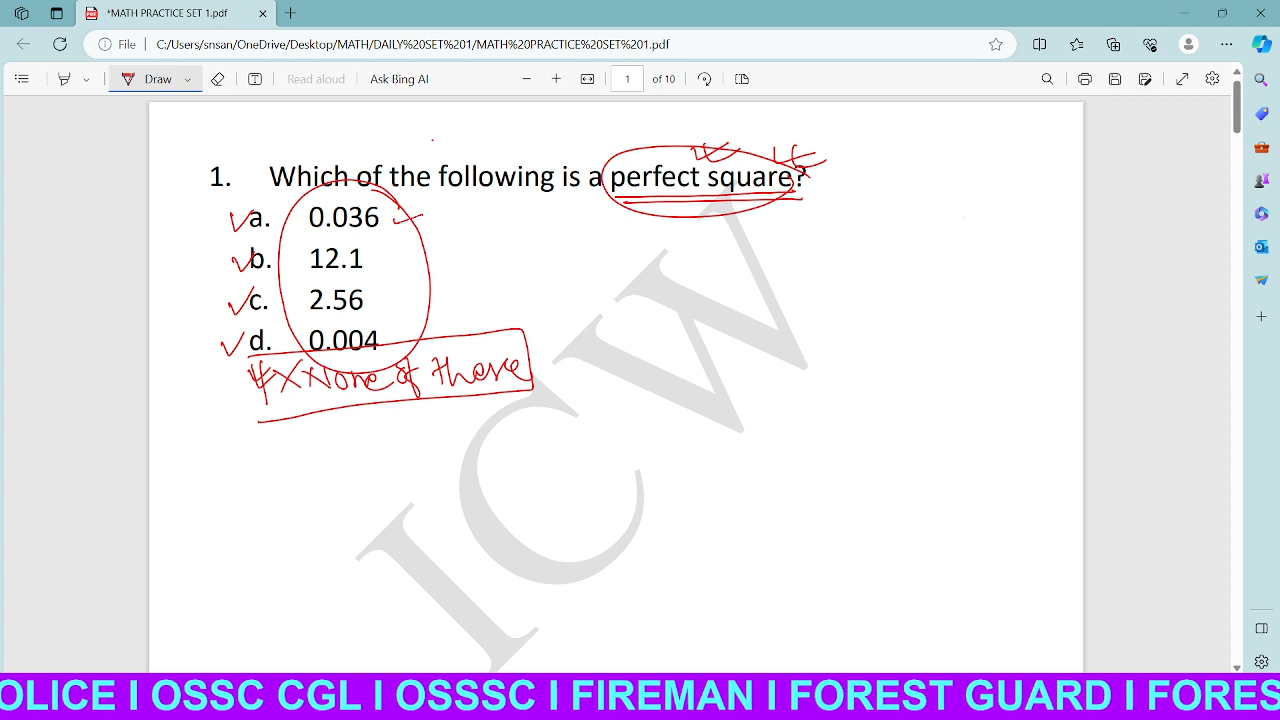 *MATH PRACTICE SET 1.pdf
File C:/Users/snsan/OneDrive/Desktop/MATH/DAILY%20SET%201/MATH%20PRACTICE%20SET%201.pdf
Draw Read aloud Ask Bing AI 1 of 10
1. Which of the following is a perfect square?
a. 0.036
b. 12.1
c. 2.56
d. 0.004
None of these
ICW
OLICE I OSSC CGL I OSSSC I FIREMAN I FOREST GUARD I FORES